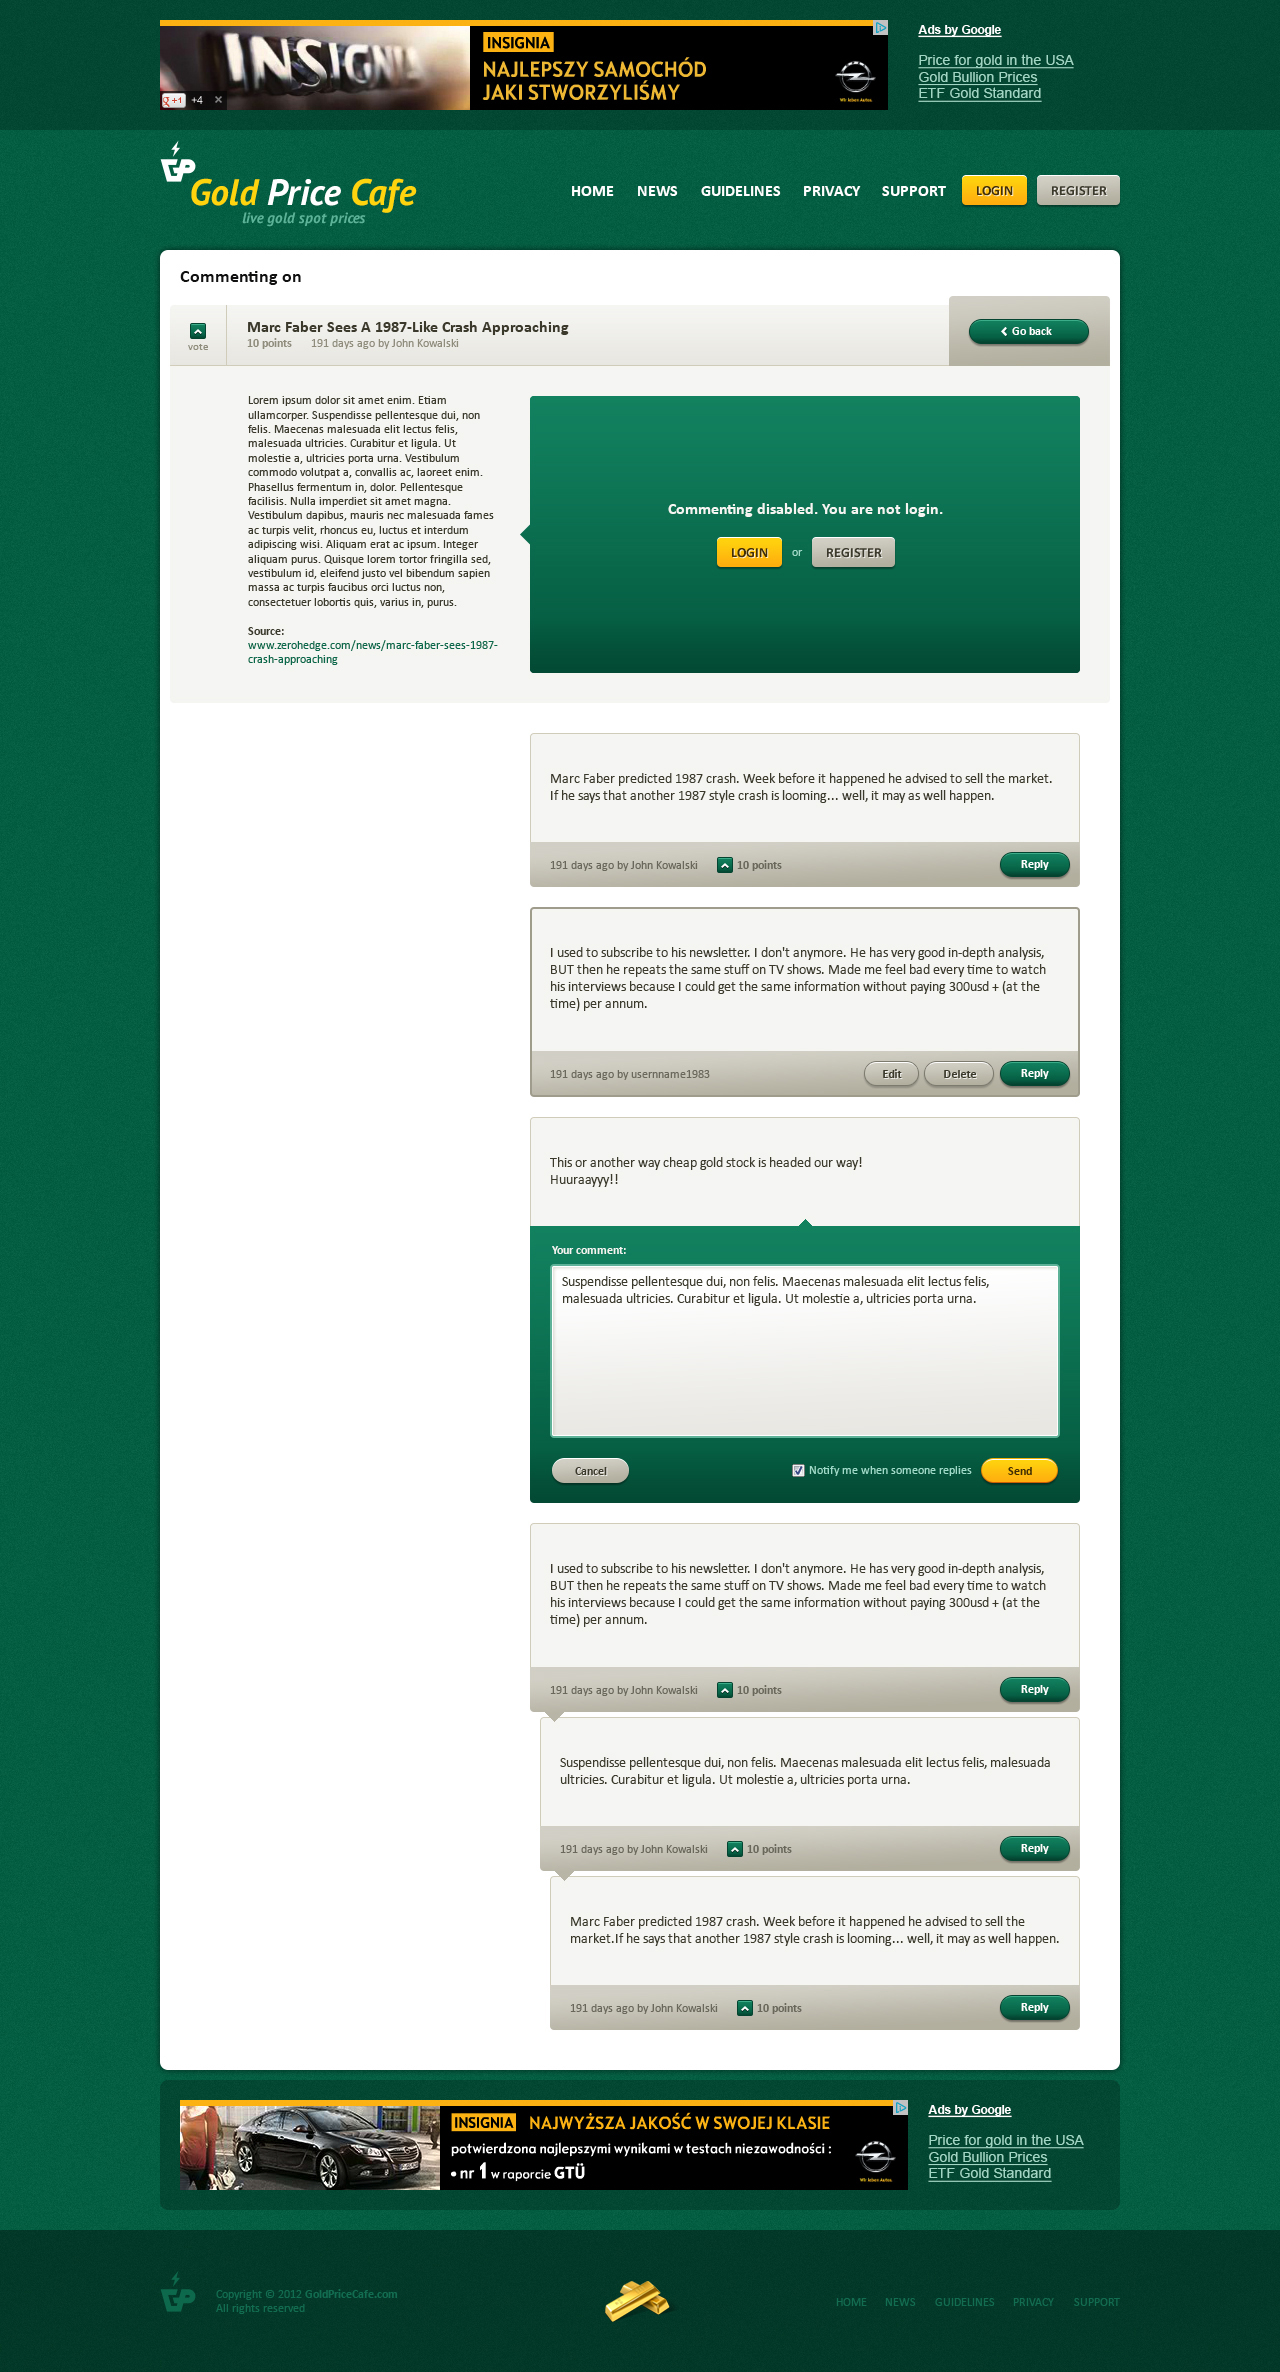 INSIGNIA
INSIGNIA
NAJLEPSZY SAMOCHÓD
JAKI STWORZYLIŚMY
+1 +4 ×
Wir leben Autos.
Ads by Google
Price for gold in the USA
Gold Bullion Prices
ETF Gold Standard
GP
Gold Price Cafe
live gold spot prices
HOME NEWS GUIDELINES PRIVACY SUPPORT LOGIN REGISTER
Commenting on
vote
Marc Faber Sees A 1987-Like Crash Approaching
10 points 191 days ago by John Kowalski
Go back
Lorem ipsum dolor sit amet enim. Etiam
ullamcorper. Suspendisse pellentesque dui, non
felis. Maecenas malesuada elit lectus felis,
malesuada ultricies. Curabitur et ligula. Ut
molestie a, ultricies porta urna. Vestibulum
commodo volutpat a, convallis ac, laoreet enim.
Phasellus fermentum in, dolor. Pellentesque
facilisis. Nulla imperdiet sit amet magna.
Vestibulum dapibus, mauris nec malesuada fames
ac turpis velit, rhoncus eu, luctus et interdum
adipiscing wisi. Aliquam erat ac ipsum. Integer
aliquam purus. Quisque lorem tortor fringilla sed,
vestibulum id, eleifend justo vel bibendum sapien
massa ac turpis faucibus orci luctus non,
consectetuer lobortis quis, varius in, purus.
Source:
www.zerohedge.com/news/marc-faber-sees-1987-
crash-approaching
Commenting disabled. You are not login.
LOGIN or REGISTER
Marc Faber predicted 1987 crash. Week before it happened he advised to sell the market.
If he says that another 1987 style crash is looming... well, it may as well happen.
191 days ago by John Kowalski 10 points Reply
I used to subscribe to his newsletter. I don't anymore. He has very good in-depth analysis,
BUT then he repeats the same stuff on TV shows. Made me feel bad every time to watch
his interviews because I could get the same information without paying 300usd + (at the
time) per annum.
191 days ago by usernname1983 Edit Delete Reply
This or another way cheap gold stock is headed our way!
Huuraayyy!!
Your comment:
Suspendisse pellentesque dui, non felis. Maecenas malesuada elit lectus felis,
malesuada ultricies. Curabitur et ligula. Ut molestie a, ultricies porta urna.
Cancel Notify me when someone replies Send
I used to subscribe to his newsletter. I don't anymore. He has very good in-depth analysis,
BUT then he repeats the same stuff on TV shows. Made me feel bad every time to watch
his interviews because I could get the same information without paying 300usd + (at the
time) per annum.
191 days ago by John Kowalski 10 points Reply
Suspendisse pellentesque dui, non felis. Maecenas malesuada elit lectus felis, malesuada
ultricies. Curabitur et ligula. Ut molestie a, ultricies porta urna.
191 days ago by John Kowalski 10 points Reply
Marc Faber predicted 1987 crash. Week before it happened he advised to sell the
market.If he says that another 1987 style crash is looming... well, it may as well happen.
191 days ago by John Kowalski 10 points Reply
INSIGNIA NAJWYŻSZA JAKOŚĆ W SWOJEJ KLASIE
potwierdzona najlepszymi wynikami w testach niezawodności :
• nr 1 w raporcie GTÜ
Wir leben Autos.
Ads by Google
Price for gold in the USA
Gold Bullion Prices
ETF Gold Standard
GP
Copyright © 2012 GoldPriceCafe.com
All rights reserved
HOME NEWS GUIDELINES PRIVACY SUPPORT